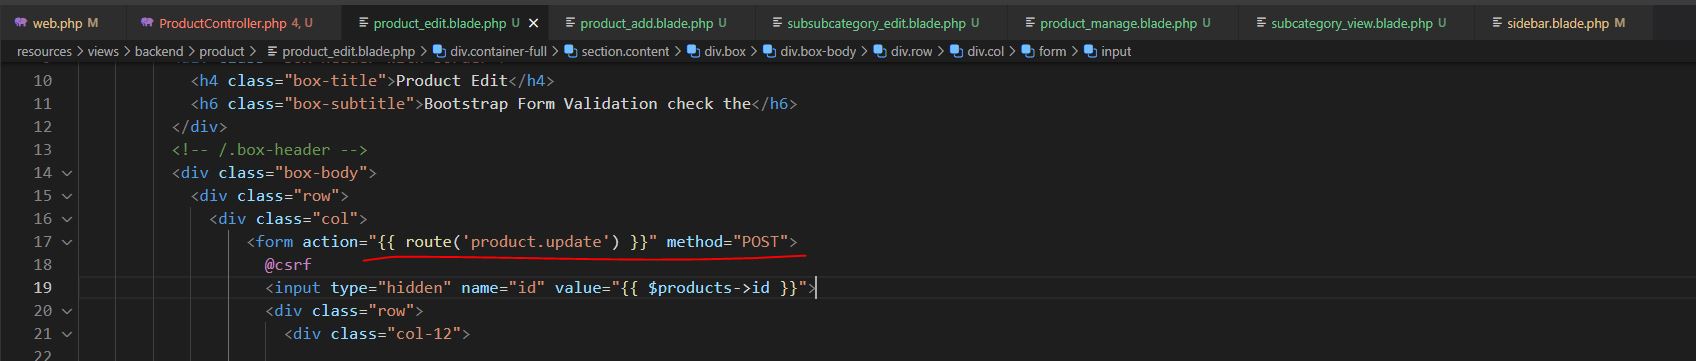 web.php M
ProductController.php 4, U
product_edit.blade.php U
product_add.blade.php U
subsubcategory_edit.blade.php U
product_manage.blade.php U
subcategory_view.blade.php U
sidebar.blade.php M
resources > views > backend > product > product_edit.blade.php > div.container-full > section.content > div.box > div.box-body > div.row > div.col > form > input
10 <h4 class="box-title">Product Edit</h4>
11 <h6 class="box-subtitle">Bootstrap Form Validation check the</h6>
12 </div>
13 <!-- /.box-header -->
14 <div class="box-body">
15 <div class="row">
16 <div class="col">
17 <form action="{{ route('product.update') }}" method="POST">
18 @csrf
19 <input type="hidden" name="id" value="{{ $products->id }}">
20 <div class="row">
21 <div class="col-12">
22